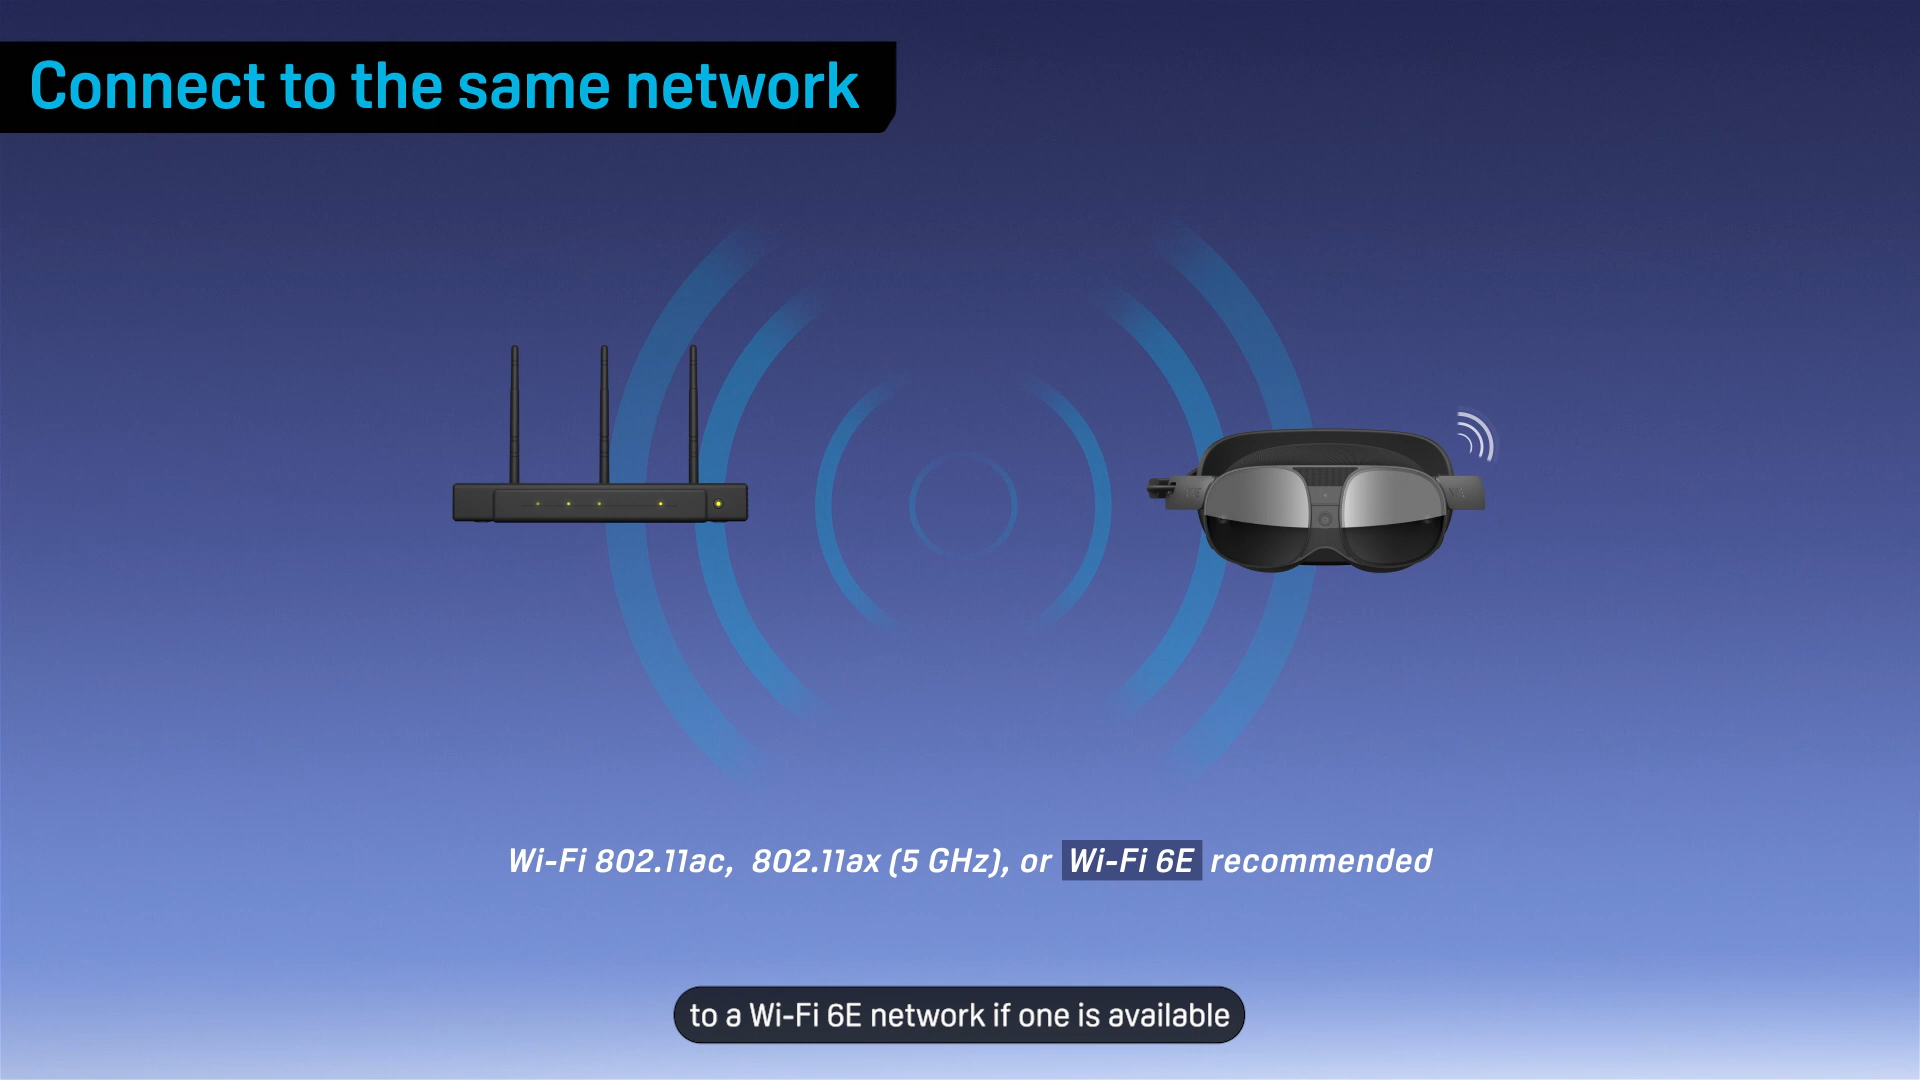 Connect to the same network
Wi-Fi 802.11ac, 802.11ax (5 GHz), or Wi-Fi 6E recommended
to a Wi-Fi 6E network if one is available